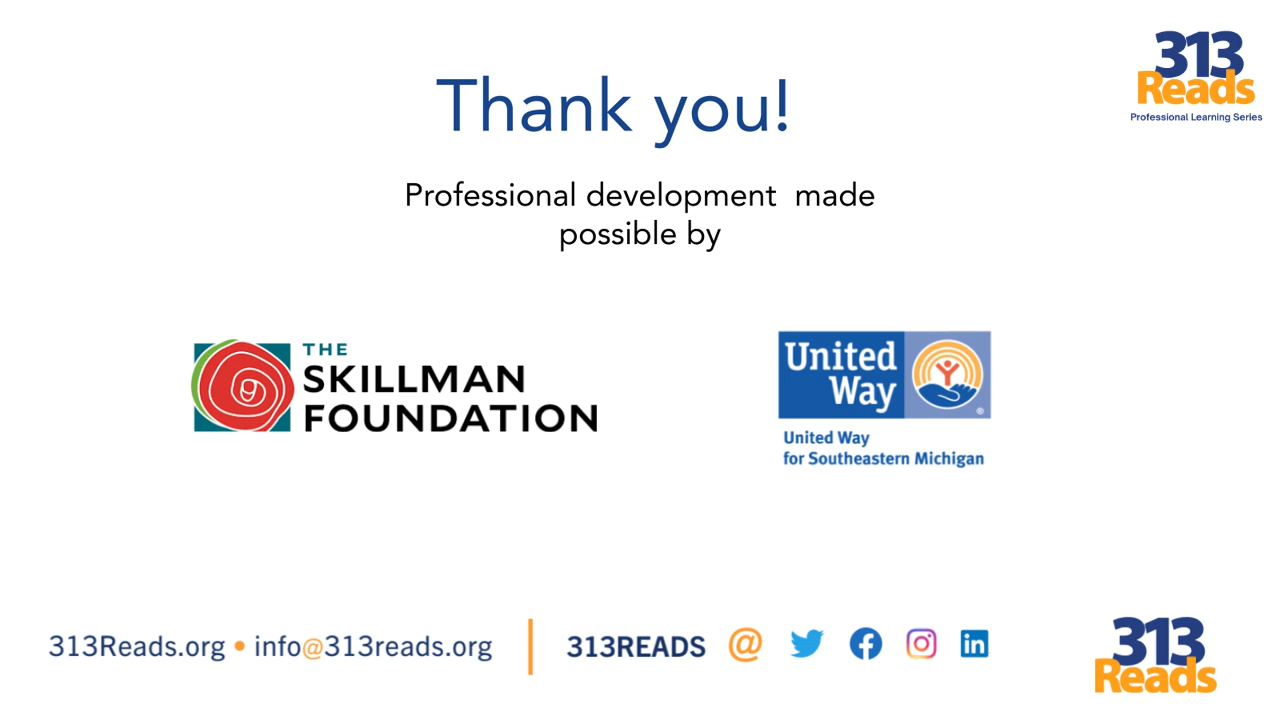 313
Reads
Professional Learning Series
Thank you!
Professional development  made
possible by
THE
SKILLMAN
FOUNDATION
United
Way
®
United Way
for Southeastern Michigan
313Reads.org • info@313reads.org
313READS @ in
313
Reads